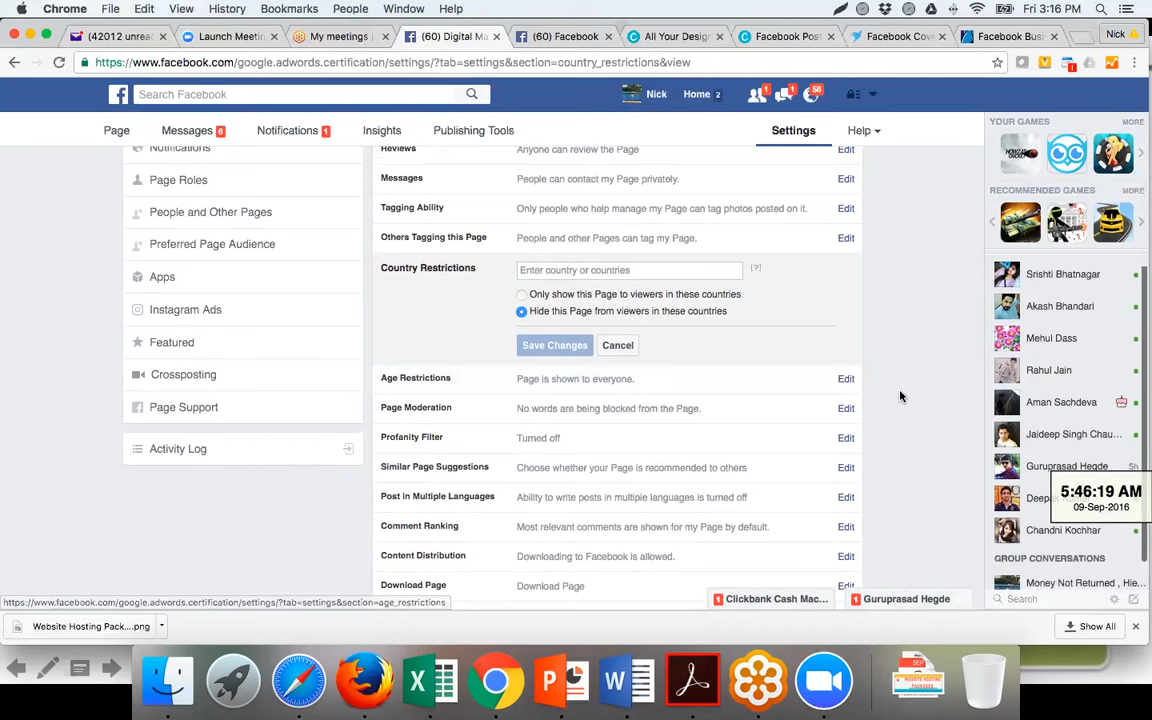 Chrome File Edit View History Bookmarks People Window Help Fri 3:16 PM
(42012 unrea Launch Meetin My meetings (60) Digital Ma (60) Facebook All Your Design Facebook Post Facebook Cove Facebook Busi Nick
https://www.facebook.com/google.adwords.certification/settings/?tab=settings&section=country_restrictions&view
Search Facebook Nick Home 2 1 1 58
Page Messages 6 Notifications 1 Insights Publishing Tools Settings Help
YOUR GAMES MORE
RECOMMENDED GAMES MORE
Notifications
Page Roles
People and Other Pages
Preferred Page Audience
Apps
Instagram Ads
Featured
Crossposting
Page Support
Activity Log
Reviews Anyone can review the Page Edit
Messages People can contact my Page privately. Edit
Tagging Ability Only people who help manage my Page can tag photos posted on it. Edit
Others Tagging this Page People and other Pages can tag my Page. Edit
Country Restrictions Enter country or countries [?]
Only show this Page to viewers in these countries
Hide this Page from viewers in these countries
Save Changes Cancel
Age Restrictions Page is shown to everyone. Edit
Page Moderation No words are being blocked from the Page. Edit
Profanity Filter Turned off Edit
Similar Page Suggestions Choose whether your Page is recommended to others Edit
Post in Multiple Languages Ability to write posts in multiple languages is turned off Edit
Comment Ranking Most relevant comments are shown for my Page by default. Edit
Content Distribution Downloading to Facebook is allowed. Edit
Download Page Download Page Edit
Srishti Bhatnagar
Akash Bhandari
Mehul Dass
Rahul Jain
Aman Sachdeva
Jaideep Singh Chau...
Guruprasad Hegde 5h
Deepak
Chandni Kochhar
5:46:19 AM
09-Sep-2016
GROUP CONVERSATIONS
Money Not Returned , Hie...
Search
1 Clickbank Cash Mac... 1 Guruprasad Hegde
https://www.facebook.com/google.adwords.certification/settings/?tab=settings&section=age_restrictions
Website Hosting Pack....png Show All